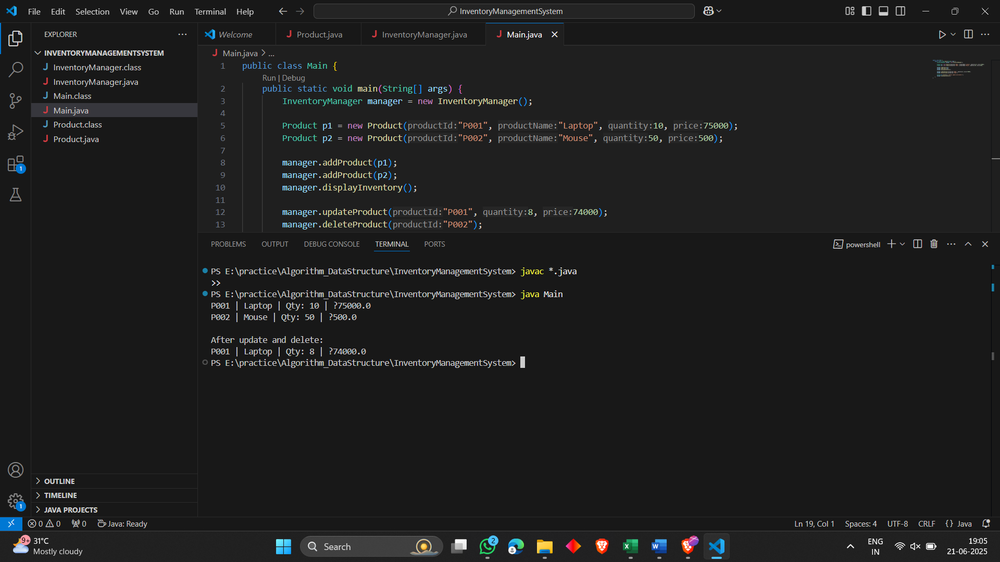 File Edit Selection View Go Run Terminal Help
InventoryManagementSystem
EXPLORER
Welcome
Product.java
InventoryManager.java
Main.java
INVENTORYMANAGEMENTSYSTEM
InventoryManager.class
InventoryManager.java
Main.class
Main.java
Product.class
Product.java
Main.java > ...
1 public class Main {
Run | Debug
2 public static void main(String[] args) {
3 InventoryManager manager = new InventoryManager();
4
5 Product p1 = new Product(productId:"P001", productName:"Laptop", quantity:10, price:75000);
6 Product p2 = new Product(productId:"P002", productName:"Mouse", quantity:50, price:500);
7
8 manager.addProduct(p1);
9 manager.addProduct(p2);
10 manager.displayInventory();
11
12 manager.updateProduct(productId:"P001", quantity:8, price:74000);
13 manager.deleteProduct(productId:"P002");
PROBLEMS OUTPUT DEBUG CONSOLE TERMINAL PORTS
powershell
PS E:\practice\Algorithm_DataStructure\InventoryManagementSystem> javac *.java
>>
PS E:\practice\Algorithm_DataStructure\InventoryManagementSystem> java Main
P001 | Laptop | Qty: 10 | ?75000.0
P002 | Mouse | Qty: 50 | ?500.0
After update and delete:
P001 | Laptop | Qty: 8 | ?74000.0
PS E:\practice\Algorithm_DataStructure\InventoryManagementSystem>
1
OUTLINE
TIMELINE
JAVA PROJECTS
1
0 0 0 Java: Ready
Ln 19, Col 1 Spaces: 4 UTF-8 CRLF {} Java
9+
31°C
Mostly cloudy
Search
2
ENG
IN
19:05
21-06-2025